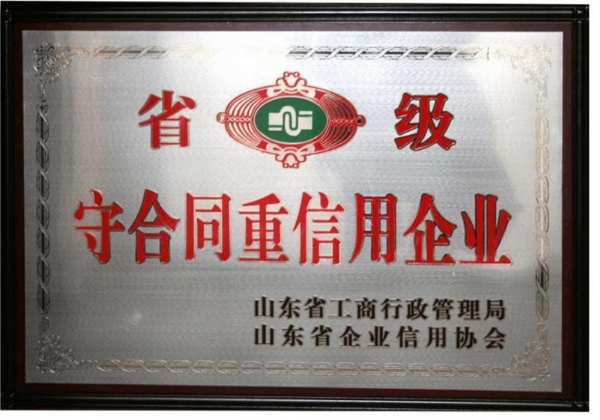 省级
守合同重信用企业
山东省工商行政管理局
山东省企业信用协会